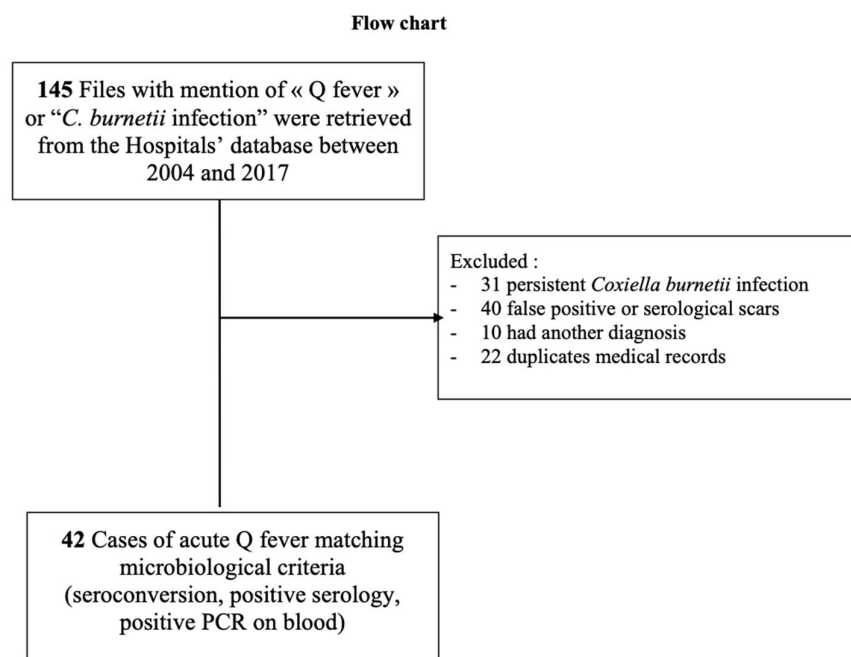 Flow chart
145 Files with mention of « Q fever »
or “C. burnetii infection” were retrieved
from the Hospitals’ database between
2004 and 2017
Excluded :
- 31 persistent Coxiella burnetii infection
- 40 false positive or serological scars
- 10 had another diagnosis
- 22 duplicates medical records
42 Cases of acute Q fever matching
microbiological criteria
(seroconversion, positive serology,
positive PCR on blood)